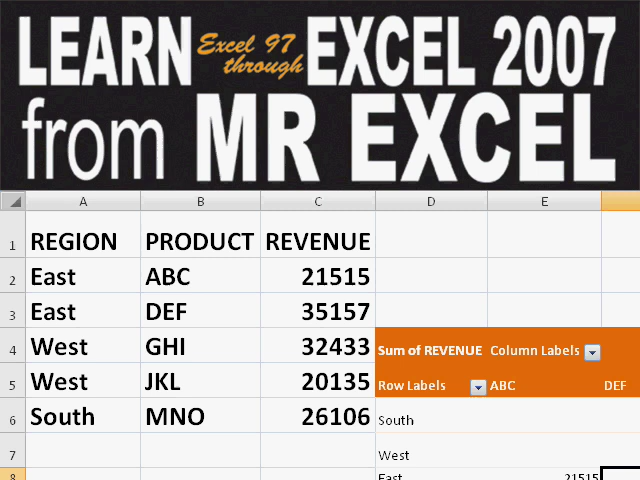 LEARN Excel 97 through EXCEL 2007
from MR EXCEL
A B C D E
1 REGION PRODUCT REVENUE
2 East ABC 21515
3 East DEF 35157
4 West GHI 32433 Sum of REVENUE Column Labels
5 West JKL 20135 Row Labels ABC DEF
6 South MNO 26106 South
7 West
8 East 21515